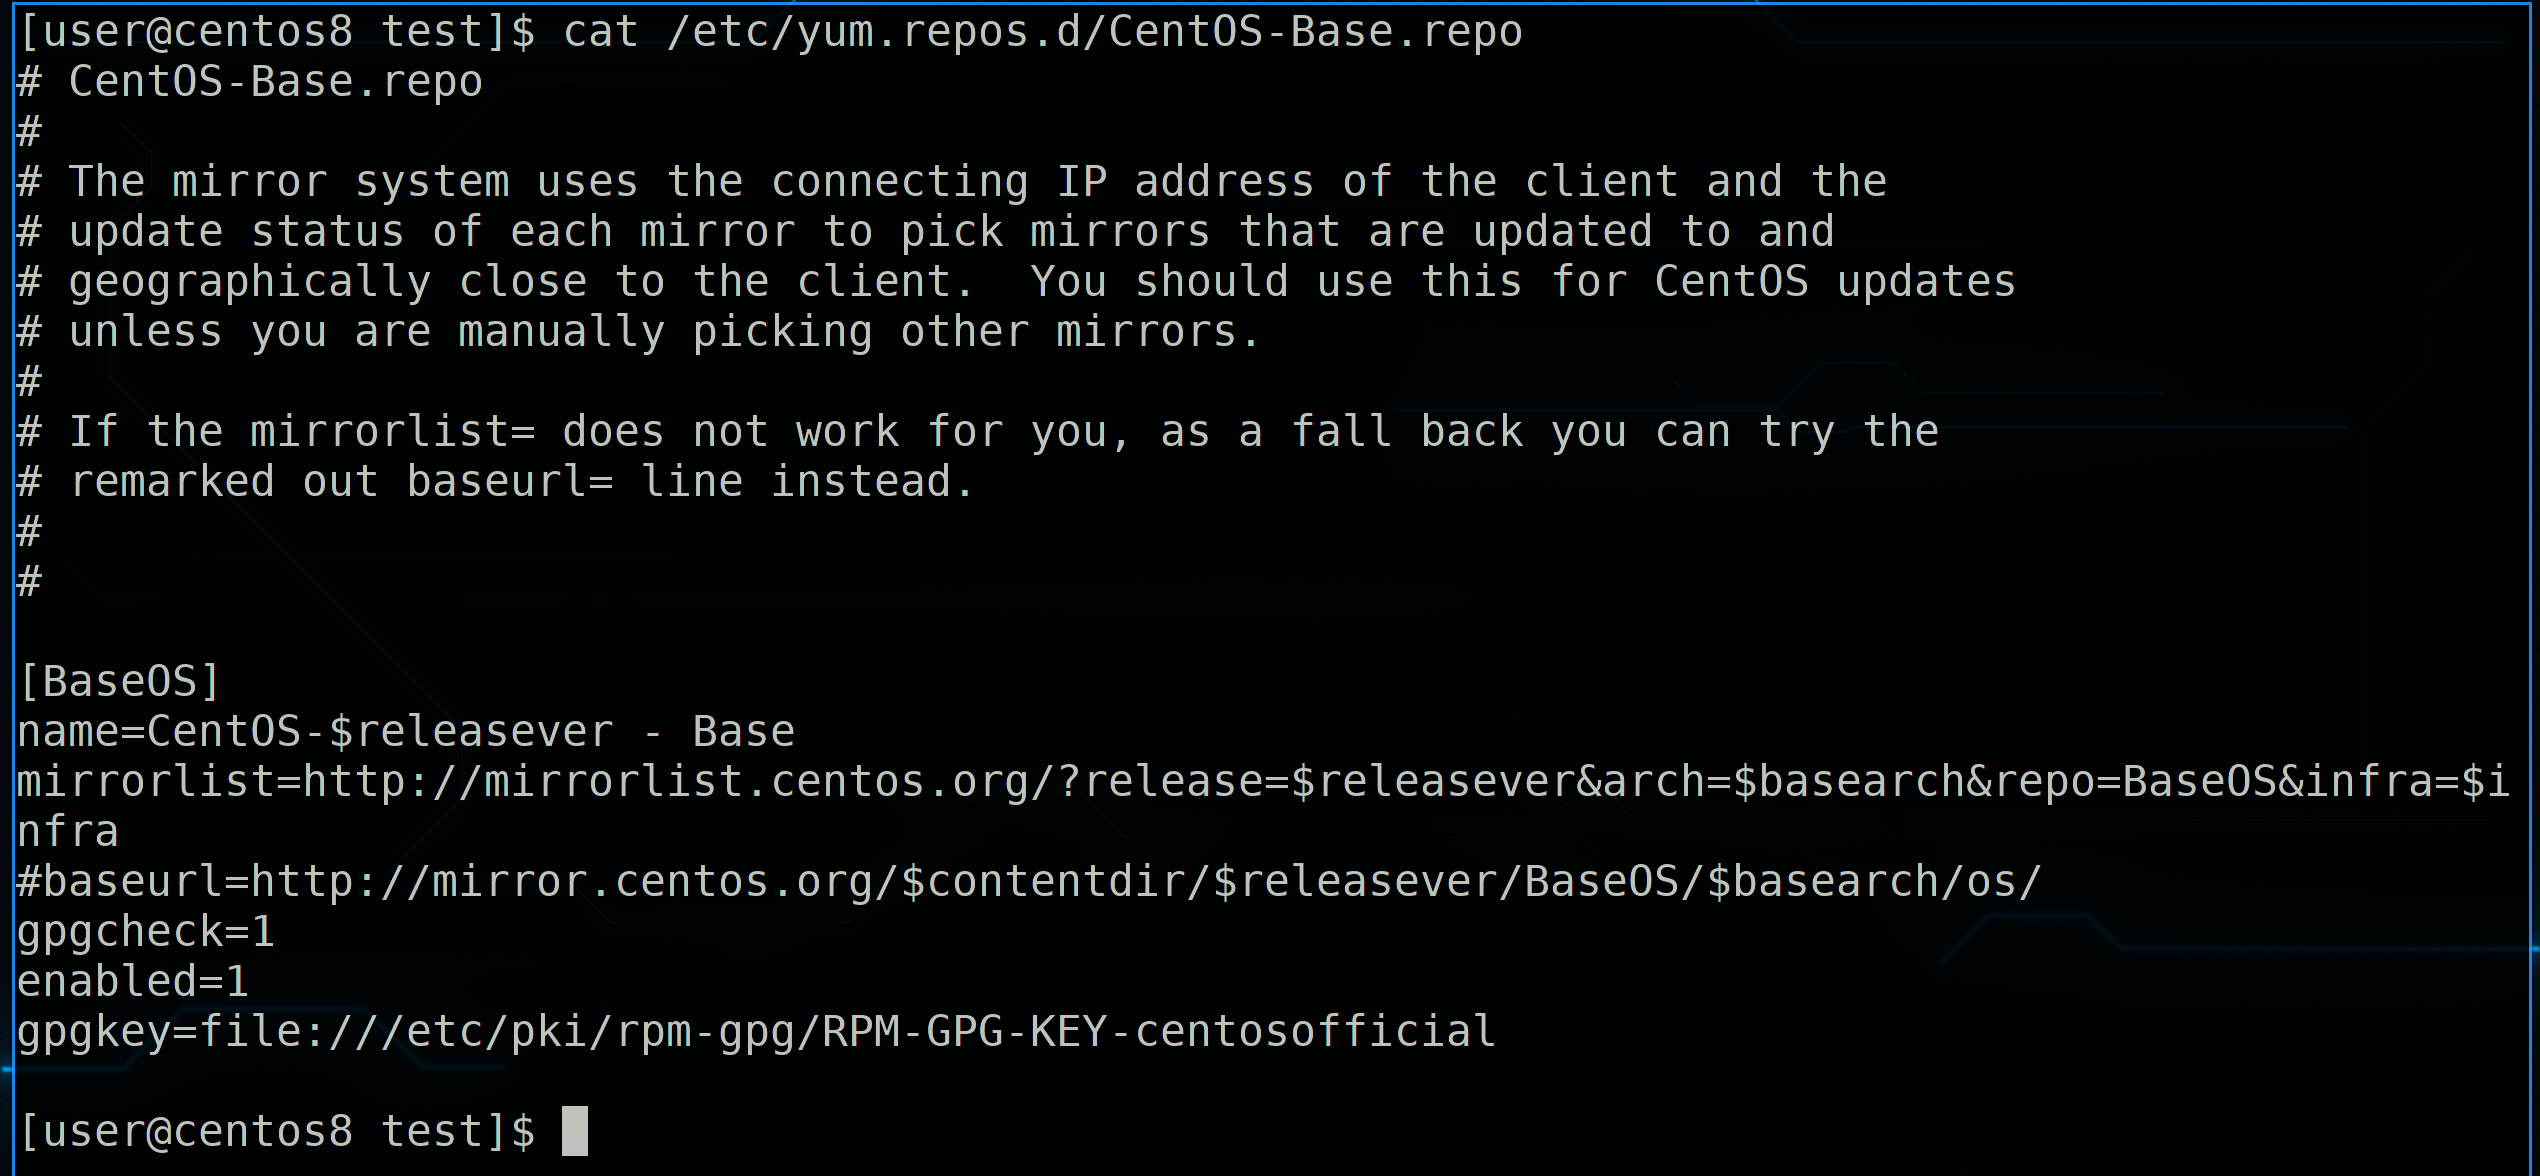 [user@centos8 test]$ cat /etc/yum.repos.d/CentOS-Base.repo
# CentOS-Base.repo
#
# The mirror system uses the connecting IP address of the client and the
# update status of each mirror to pick mirrors that are updated to and
# geographically close to the client.  You should use this for CentOS updates
# unless you are manually picking other mirrors.
#
# If the mirrorlist= does not work for you, as a fall back you can try the
# remarked out baseurl= line instead.
#
#

[BaseOS]
name=CentOS-$releasever - Base
mirrorlist=http://mirrorlist.centos.org/?release=$releasever&arch=$basearch&repo=BaseOS&infra=$i
nfra
#baseurl=http://mirror.centos.org/$contentdir/$releasever/BaseOS/$basearch/os/
gpgcheck=1
enabled=1
gpgkey=file:///etc/pki/rpm-gpg/RPM-GPG-KEY-centosofficial

[user@centos8 test]$